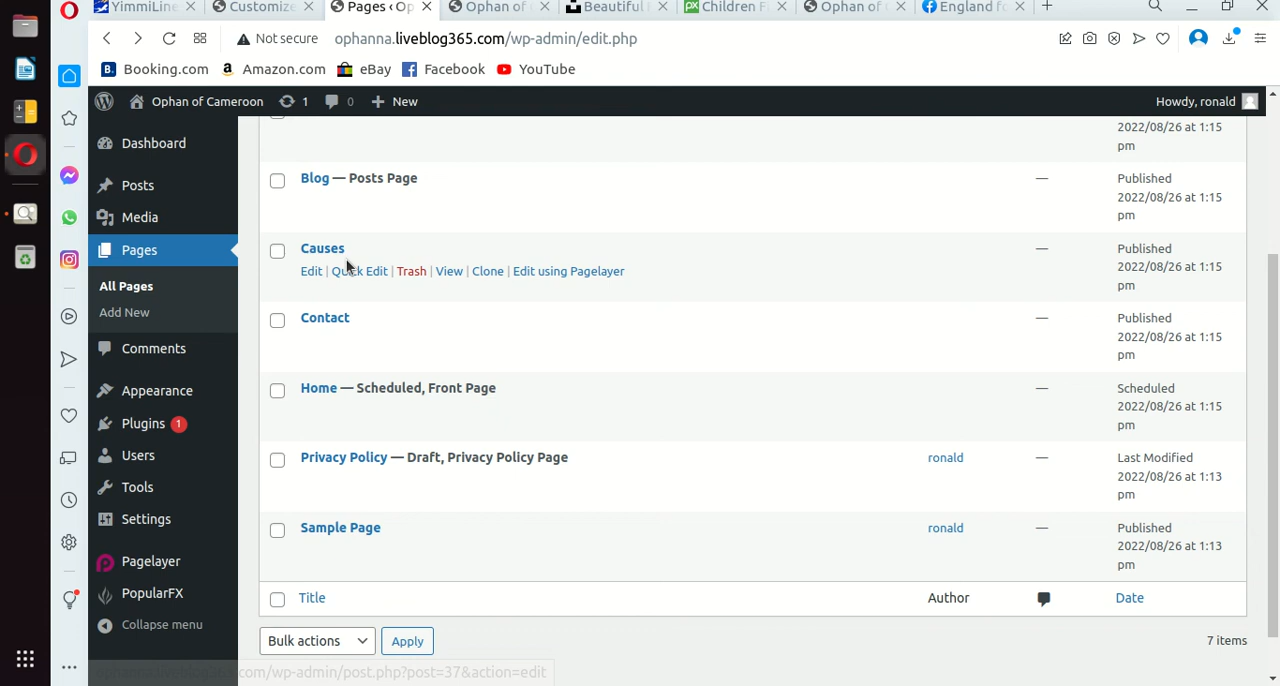 YimmiLine
Customize
Pages ‹ Op
Ophan of
Beautiful
Children F
Ophan of
England fo
Not secure
ophanna.liveblog365.com/wp-admin/edit.php
Booking.com
Amazon.com
eBay
Facebook
YouTube
Ophan of Cameroon
1
0
New
Howdy, ronald
Dashboard
Posts
Media
Pages
All Pages
Add New
Comments
Appearance
Plugins 1
Users
Tools
Settings
Pagelayer
PopularFX
Collapse menu
2022/08/26 at 1:15
pm
Blog — Posts Page
—
Published
2022/08/26 at 1:15
pm
Causes
Edit | Quick Edit | Trash | View | Clone | Edit using Pagelayer
—
Published
2022/08/26 at 1:15
pm
Contact
—
Published
2022/08/26 at 1:15
pm
Home — Scheduled, Front Page
—
Scheduled
2022/08/26 at 1:15
pm
Privacy Policy — Draft, Privacy Policy Page
ronald
—
Last Modified
2022/08/26 at 1:13
pm
Sample Page
ronald
—
Published
2022/08/26 at 1:13
pm
Title
Author
Date
Bulk actions
Apply
7 items
com/wp-admin/post.php?post=37&action=edit